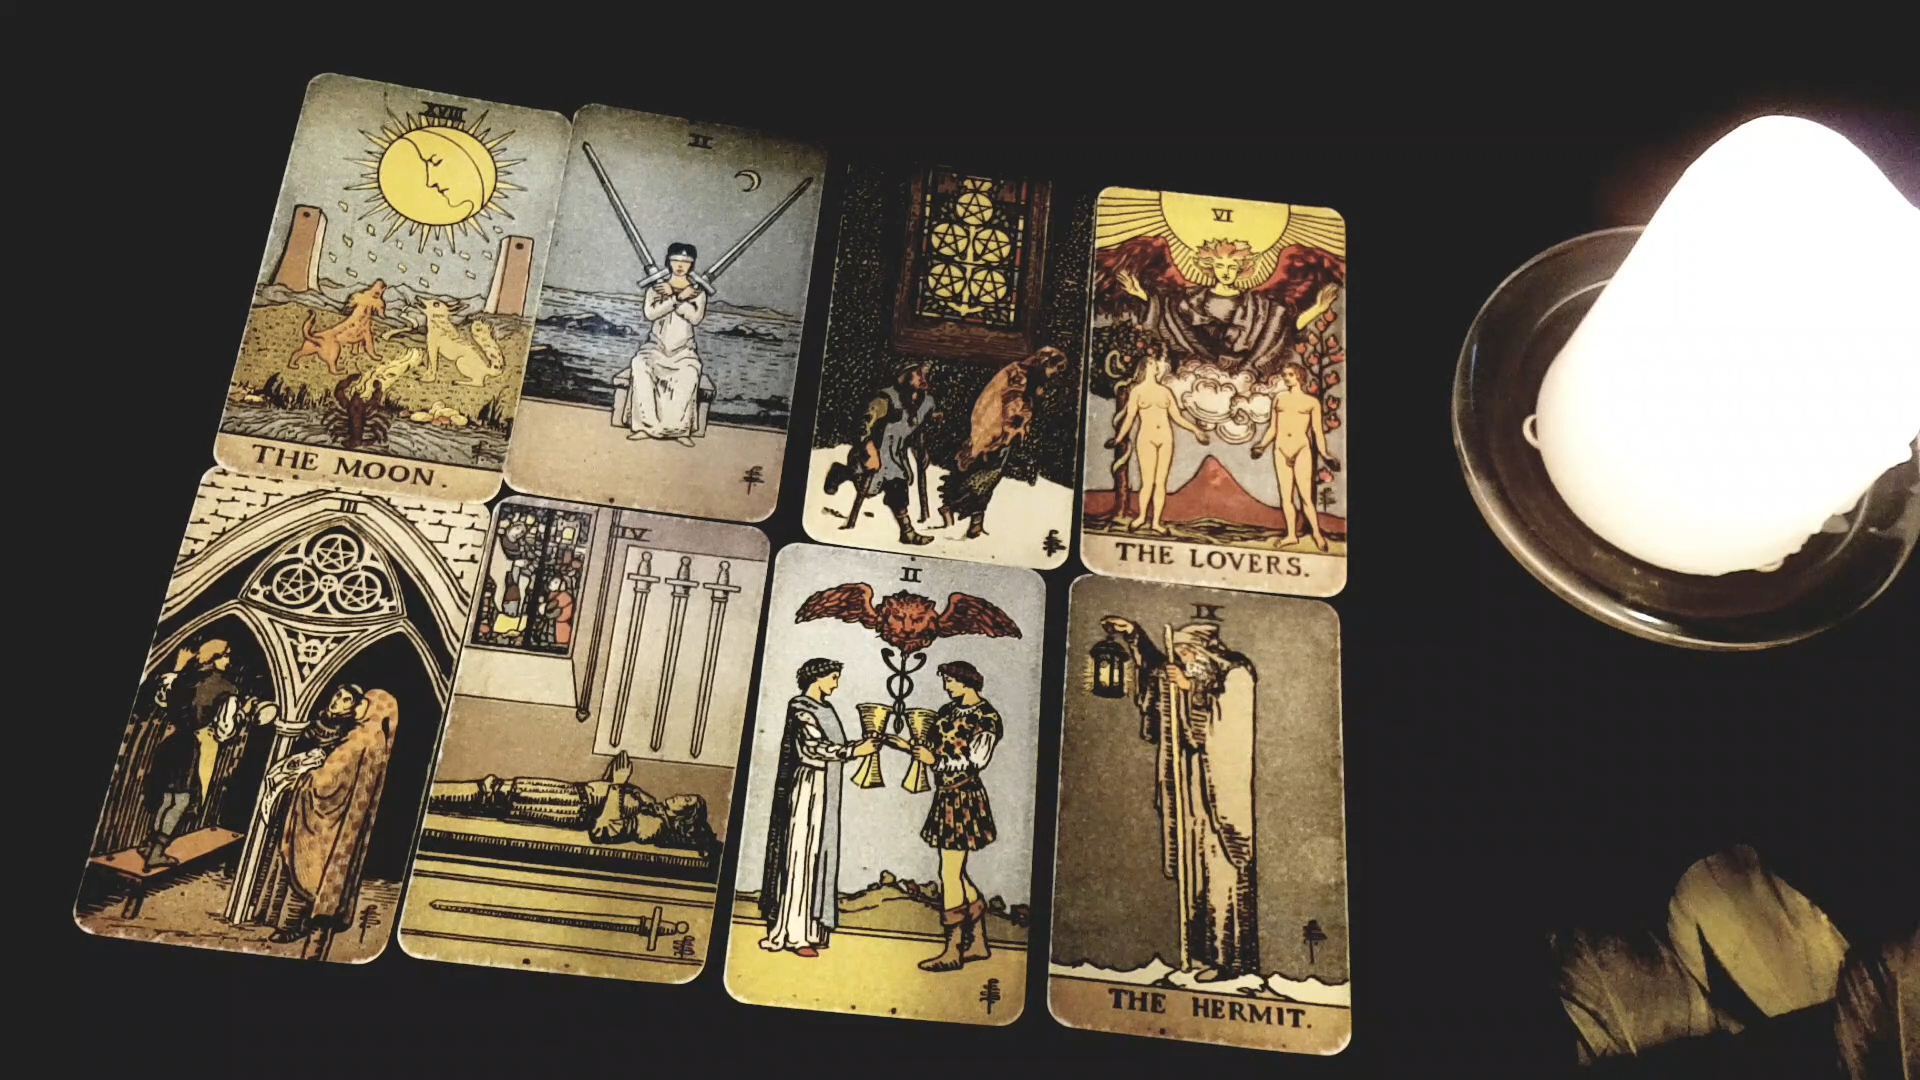 XVIII
THE MOON.
II
VI
THE LOVERS.
III
IV
II
IX
THE HERMIT.